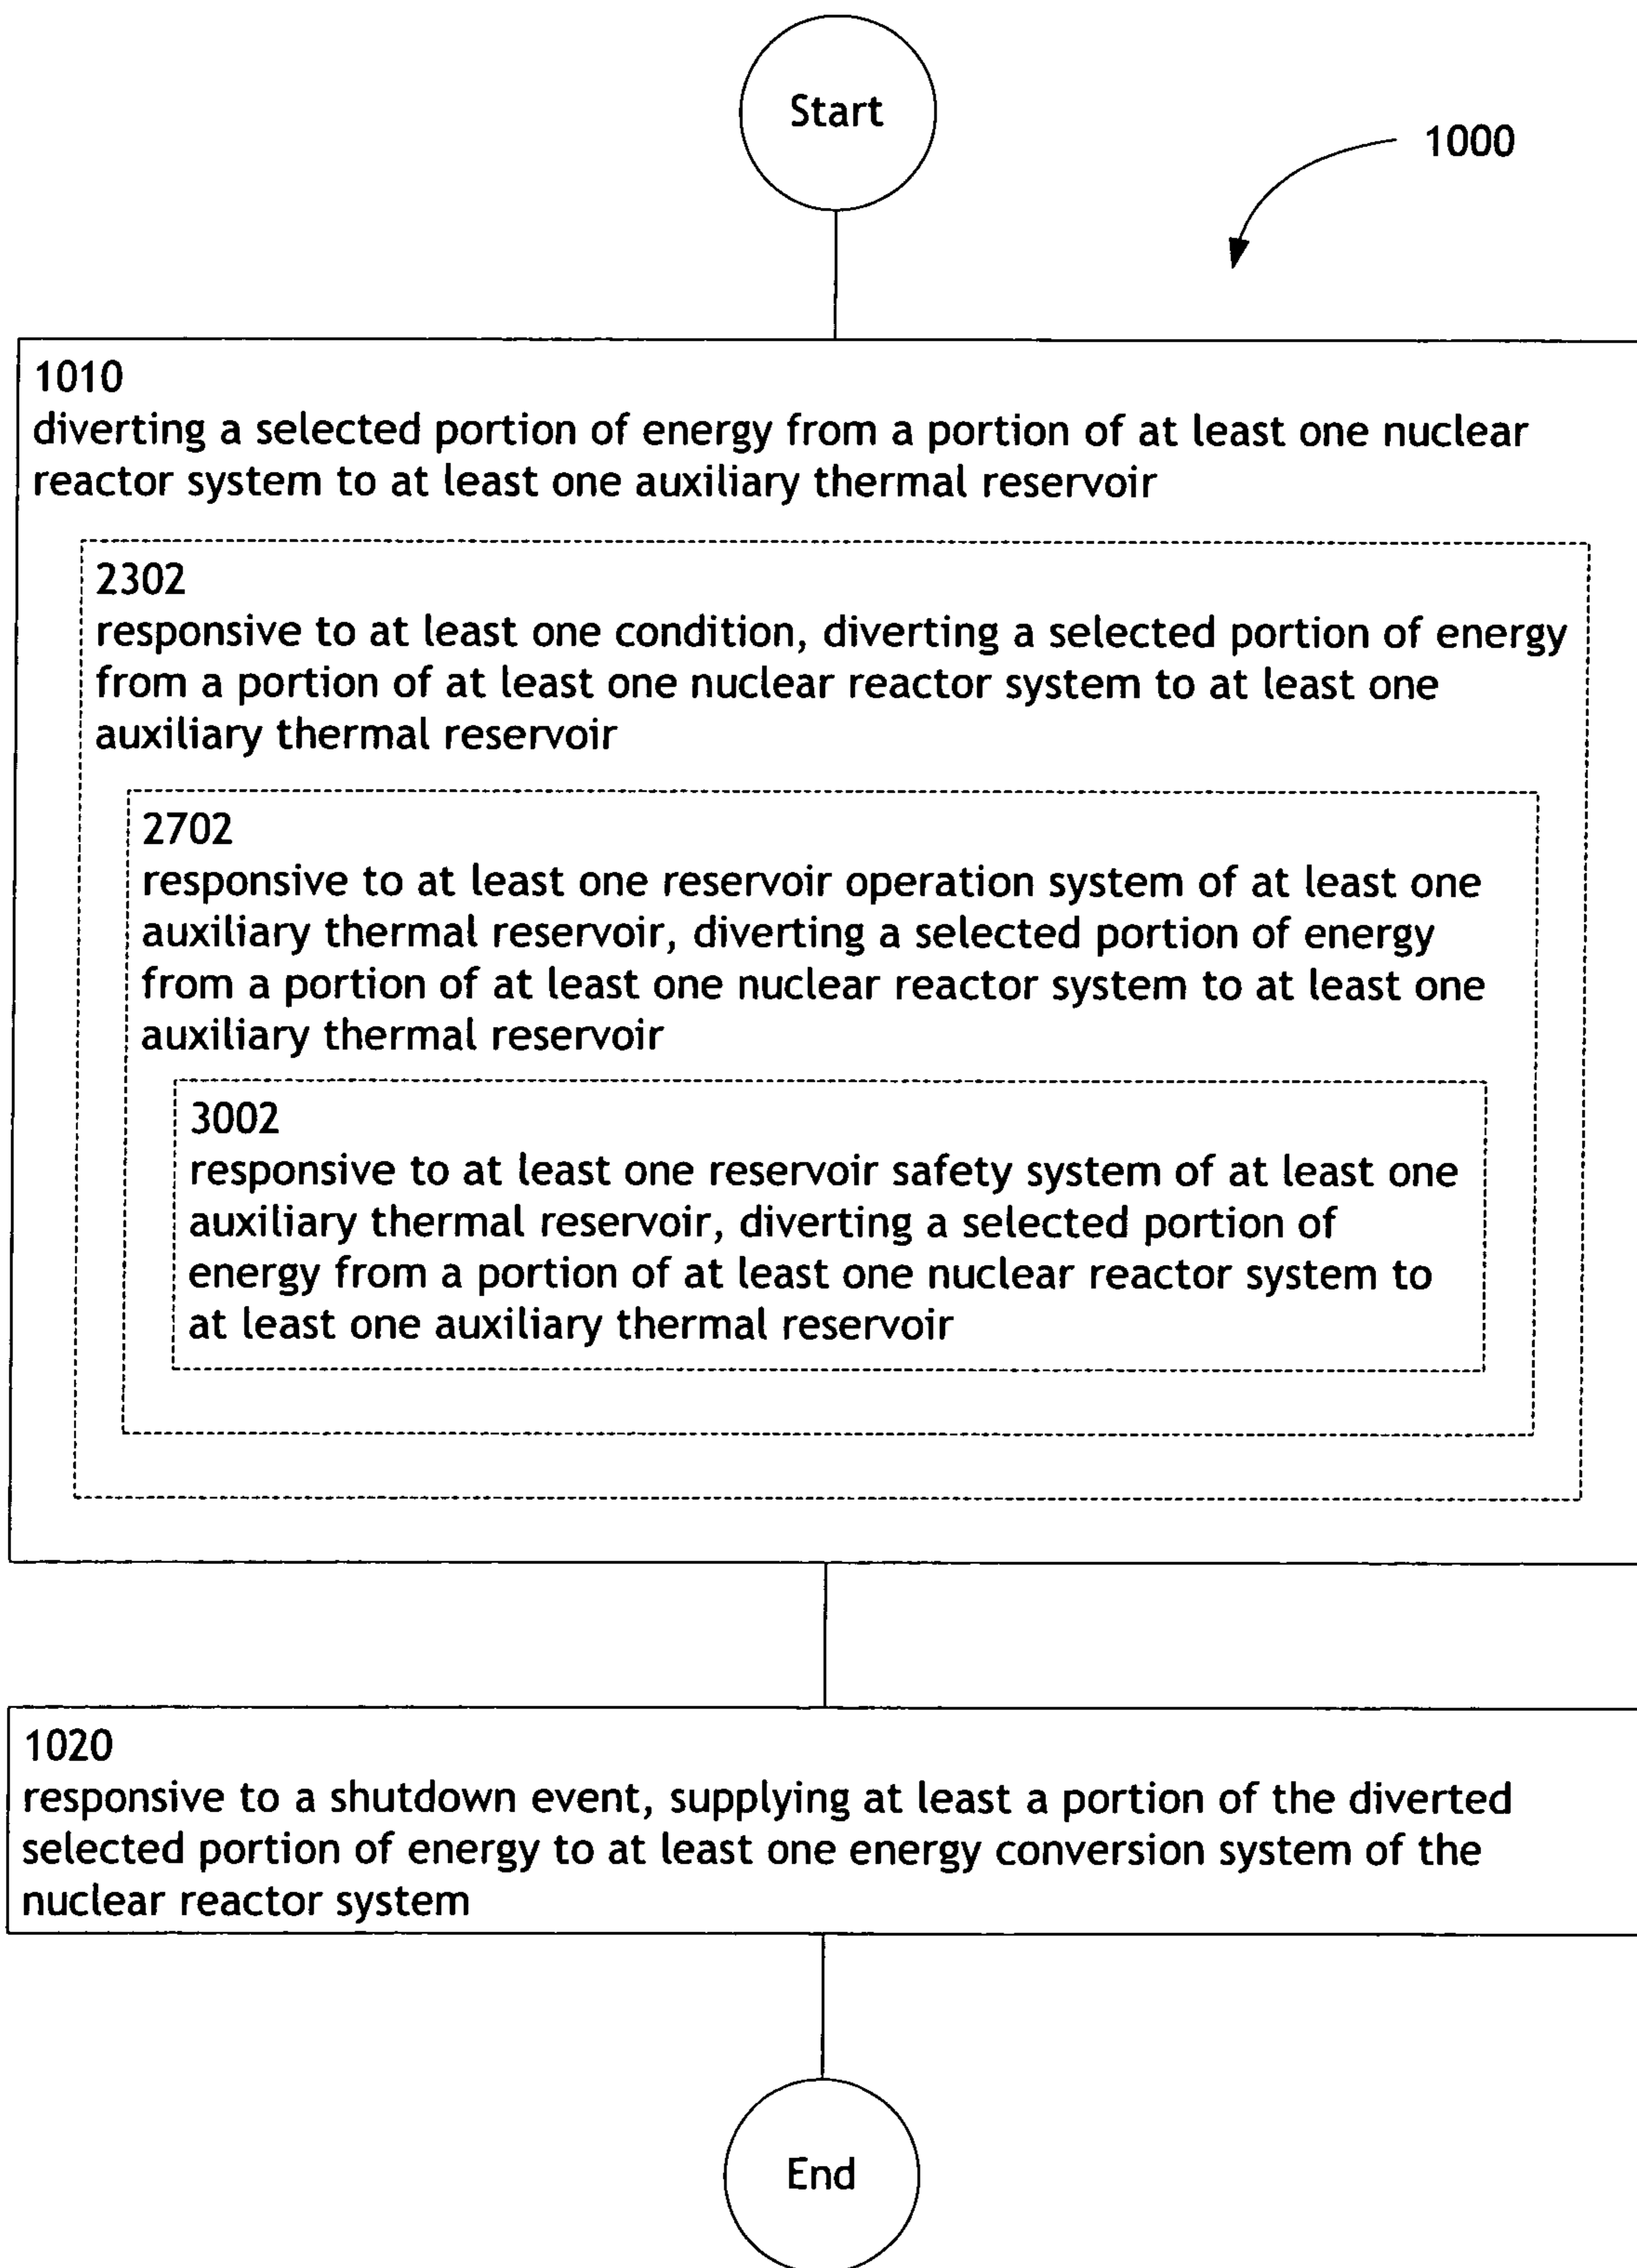 Start
1000
1010
diverting a selected portion of energy from a portion of at least one nuclear
reactor system to at least one auxiliary thermal reservoir
2302
responsive to at least one condition, diverting a selected portion of energy
from a portion of at least one nuclear reactor system to at least one
auxiliary thermal reservoir
2702
responsive to at least one reservoir operation system of at least one
auxiliary thermal reservoir, diverting a selected portion of energy
from a portion of at least one nuclear reactor system to at least one
auxiliary thermal reservoir
3002
responsive to at least one reservoir safety system of at least one
auxiliary thermal reservoir, diverting a selected portion of
energy from a portion of at least one nuclear reactor system to
at least one auxiliary thermal reservoir
1020
responsive to a shutdown event, supplying at least a portion of the diverted
selected portion of energy to at least one energy conversion system of the
nuclear reactor system
End